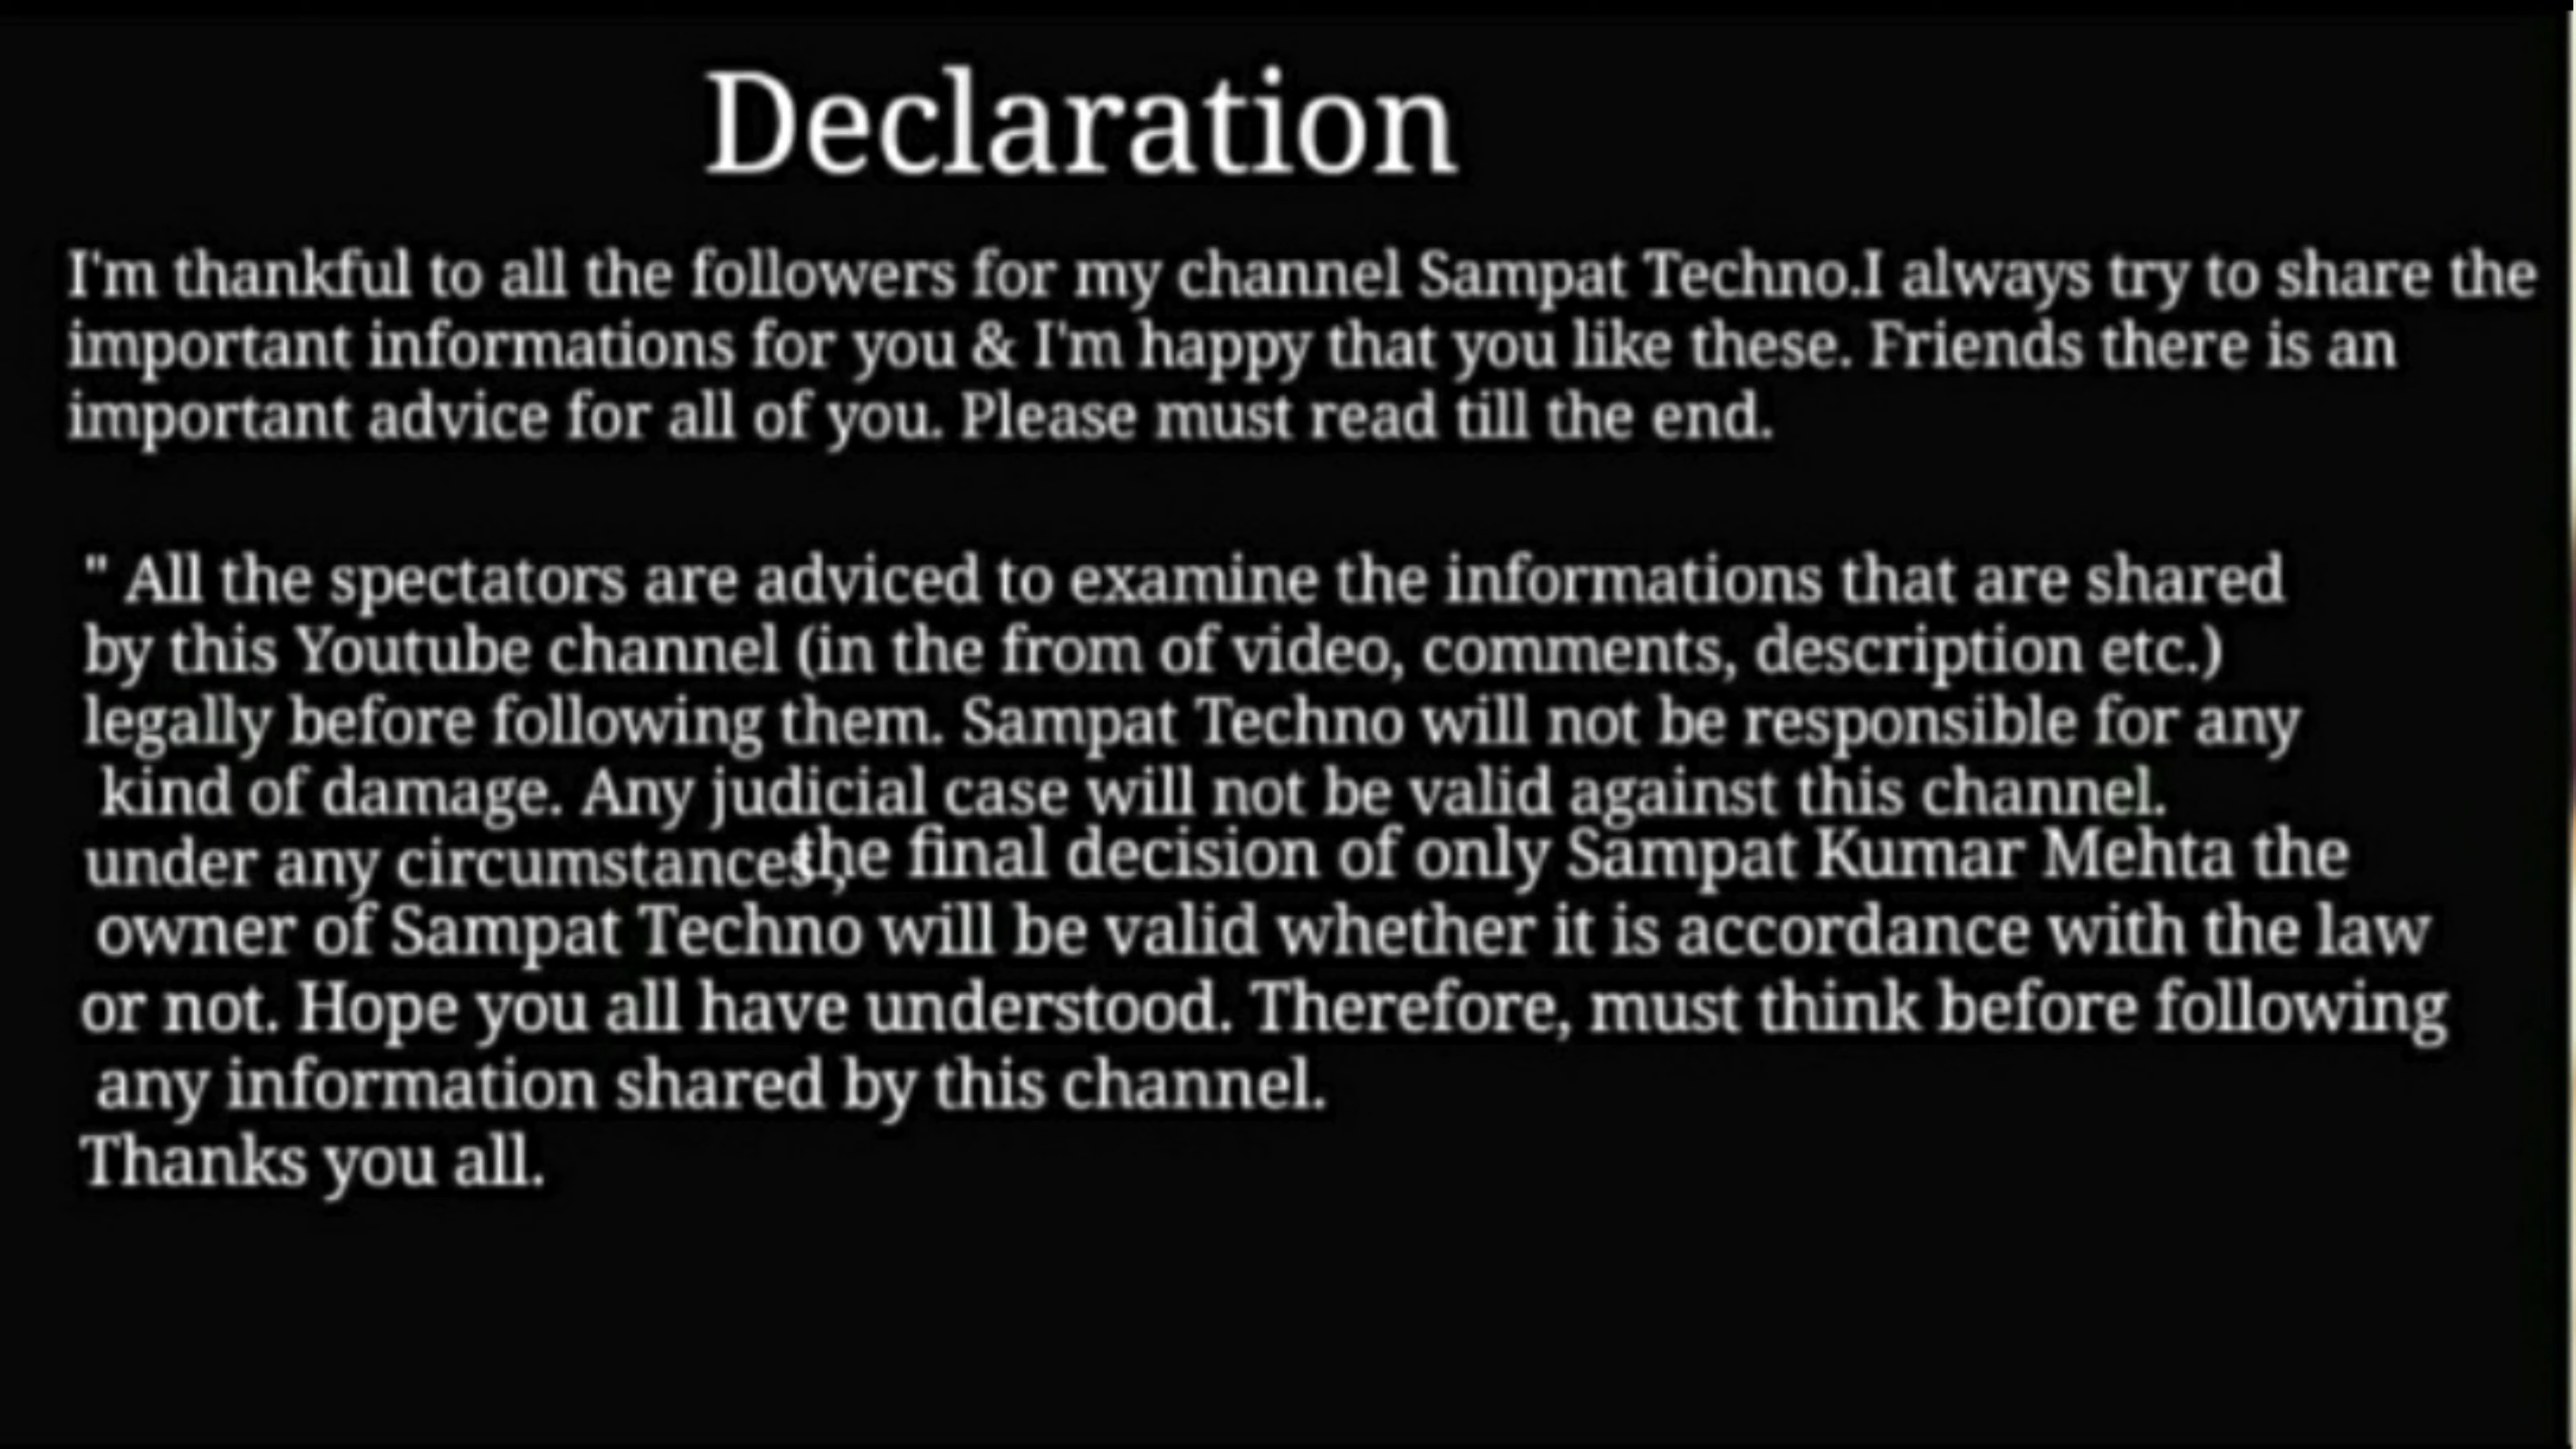 Declaration
I'm thankful to all the followers for my channel Sampat Techno.I always try to share the
important informations for you & I'm happy that you like these. Friends there is an
important advice for all of you. Please must read till the end.
" All the spectators are adviced to examine the informations that are shared
by this Youtube channel (in the from of video, comments, description etc.)
legally before following them. Sampat Techno will not be responsible for any
kind of damage. Any judicial case will not be valid against this channel.
under any circumstances, the final decision of only Sampat Kumar Mehta the
owner of Sampat Techno will be valid whether it is accordance with the law
or not. Hope you all have understood. Therefore, must think before following
any information shared by this channel.
Thanks you all.